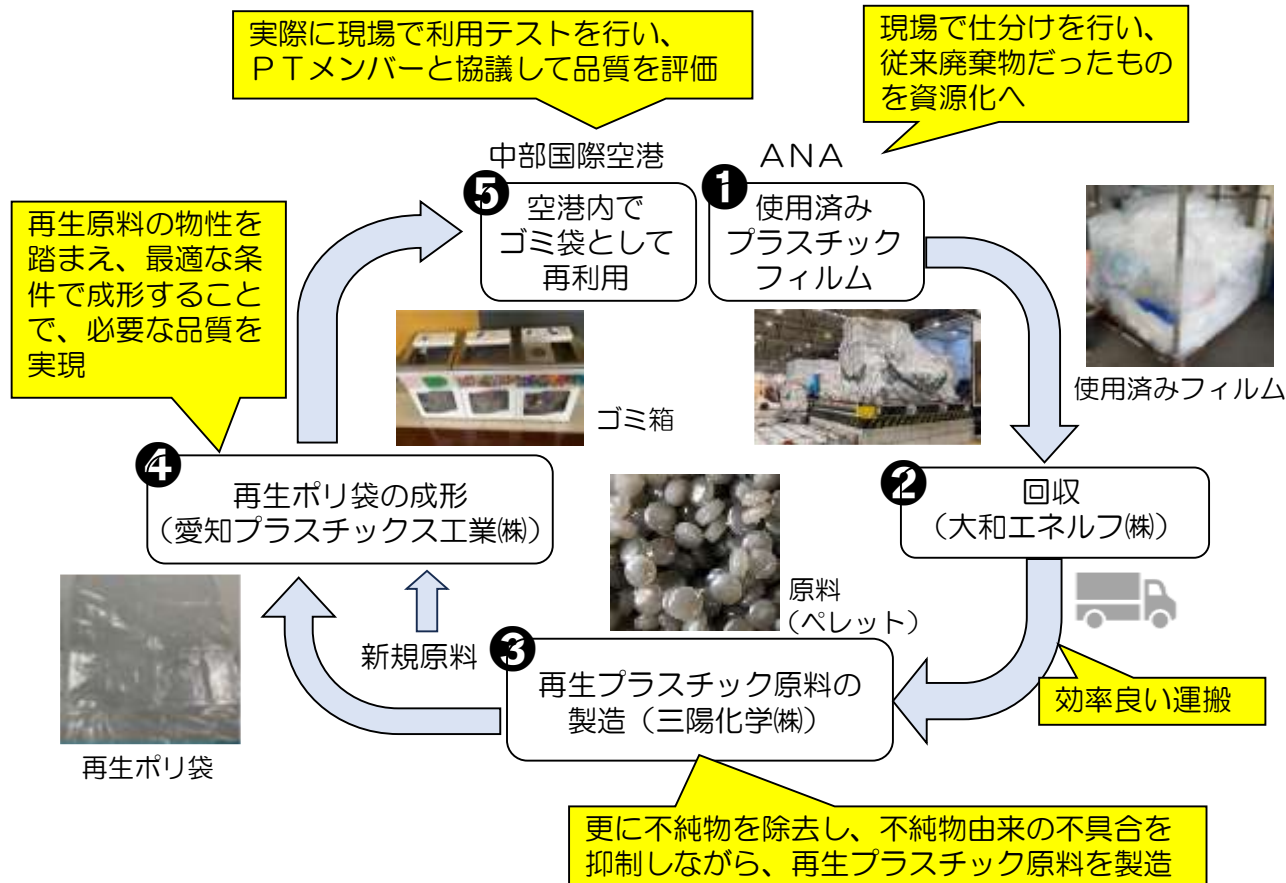 実際に現場で利用テストを行い、
ＰＴメンバーと協議して品質を評価
現場で仕分けを行い、
従来廃棄物だったもの
を資源化へ
中部国際空港
ＡＮＡ
❺
空港内で
ゴミ袋として
再利用
❶
使用済み
プラスチック
フィルム
再生原料の物性を
踏まえ、最適な条
件で成形すること
で、必要な品質を
実現
使用済みフィルム
ゴミ箱
❹
再生ポリ袋の成形
（愛知プラスチックス工業㈱）
❷
回収
（大和エネルフ㈱）
原料
（ペレット）
新規原料
❸
再生プラスチック原料の
製造（三陽化学㈱）
効率良い運搬
再生ポリ袋
更に不純物を除去し、不純物由来の不具合を
抑制しながら、再生プラスチック原料を製造